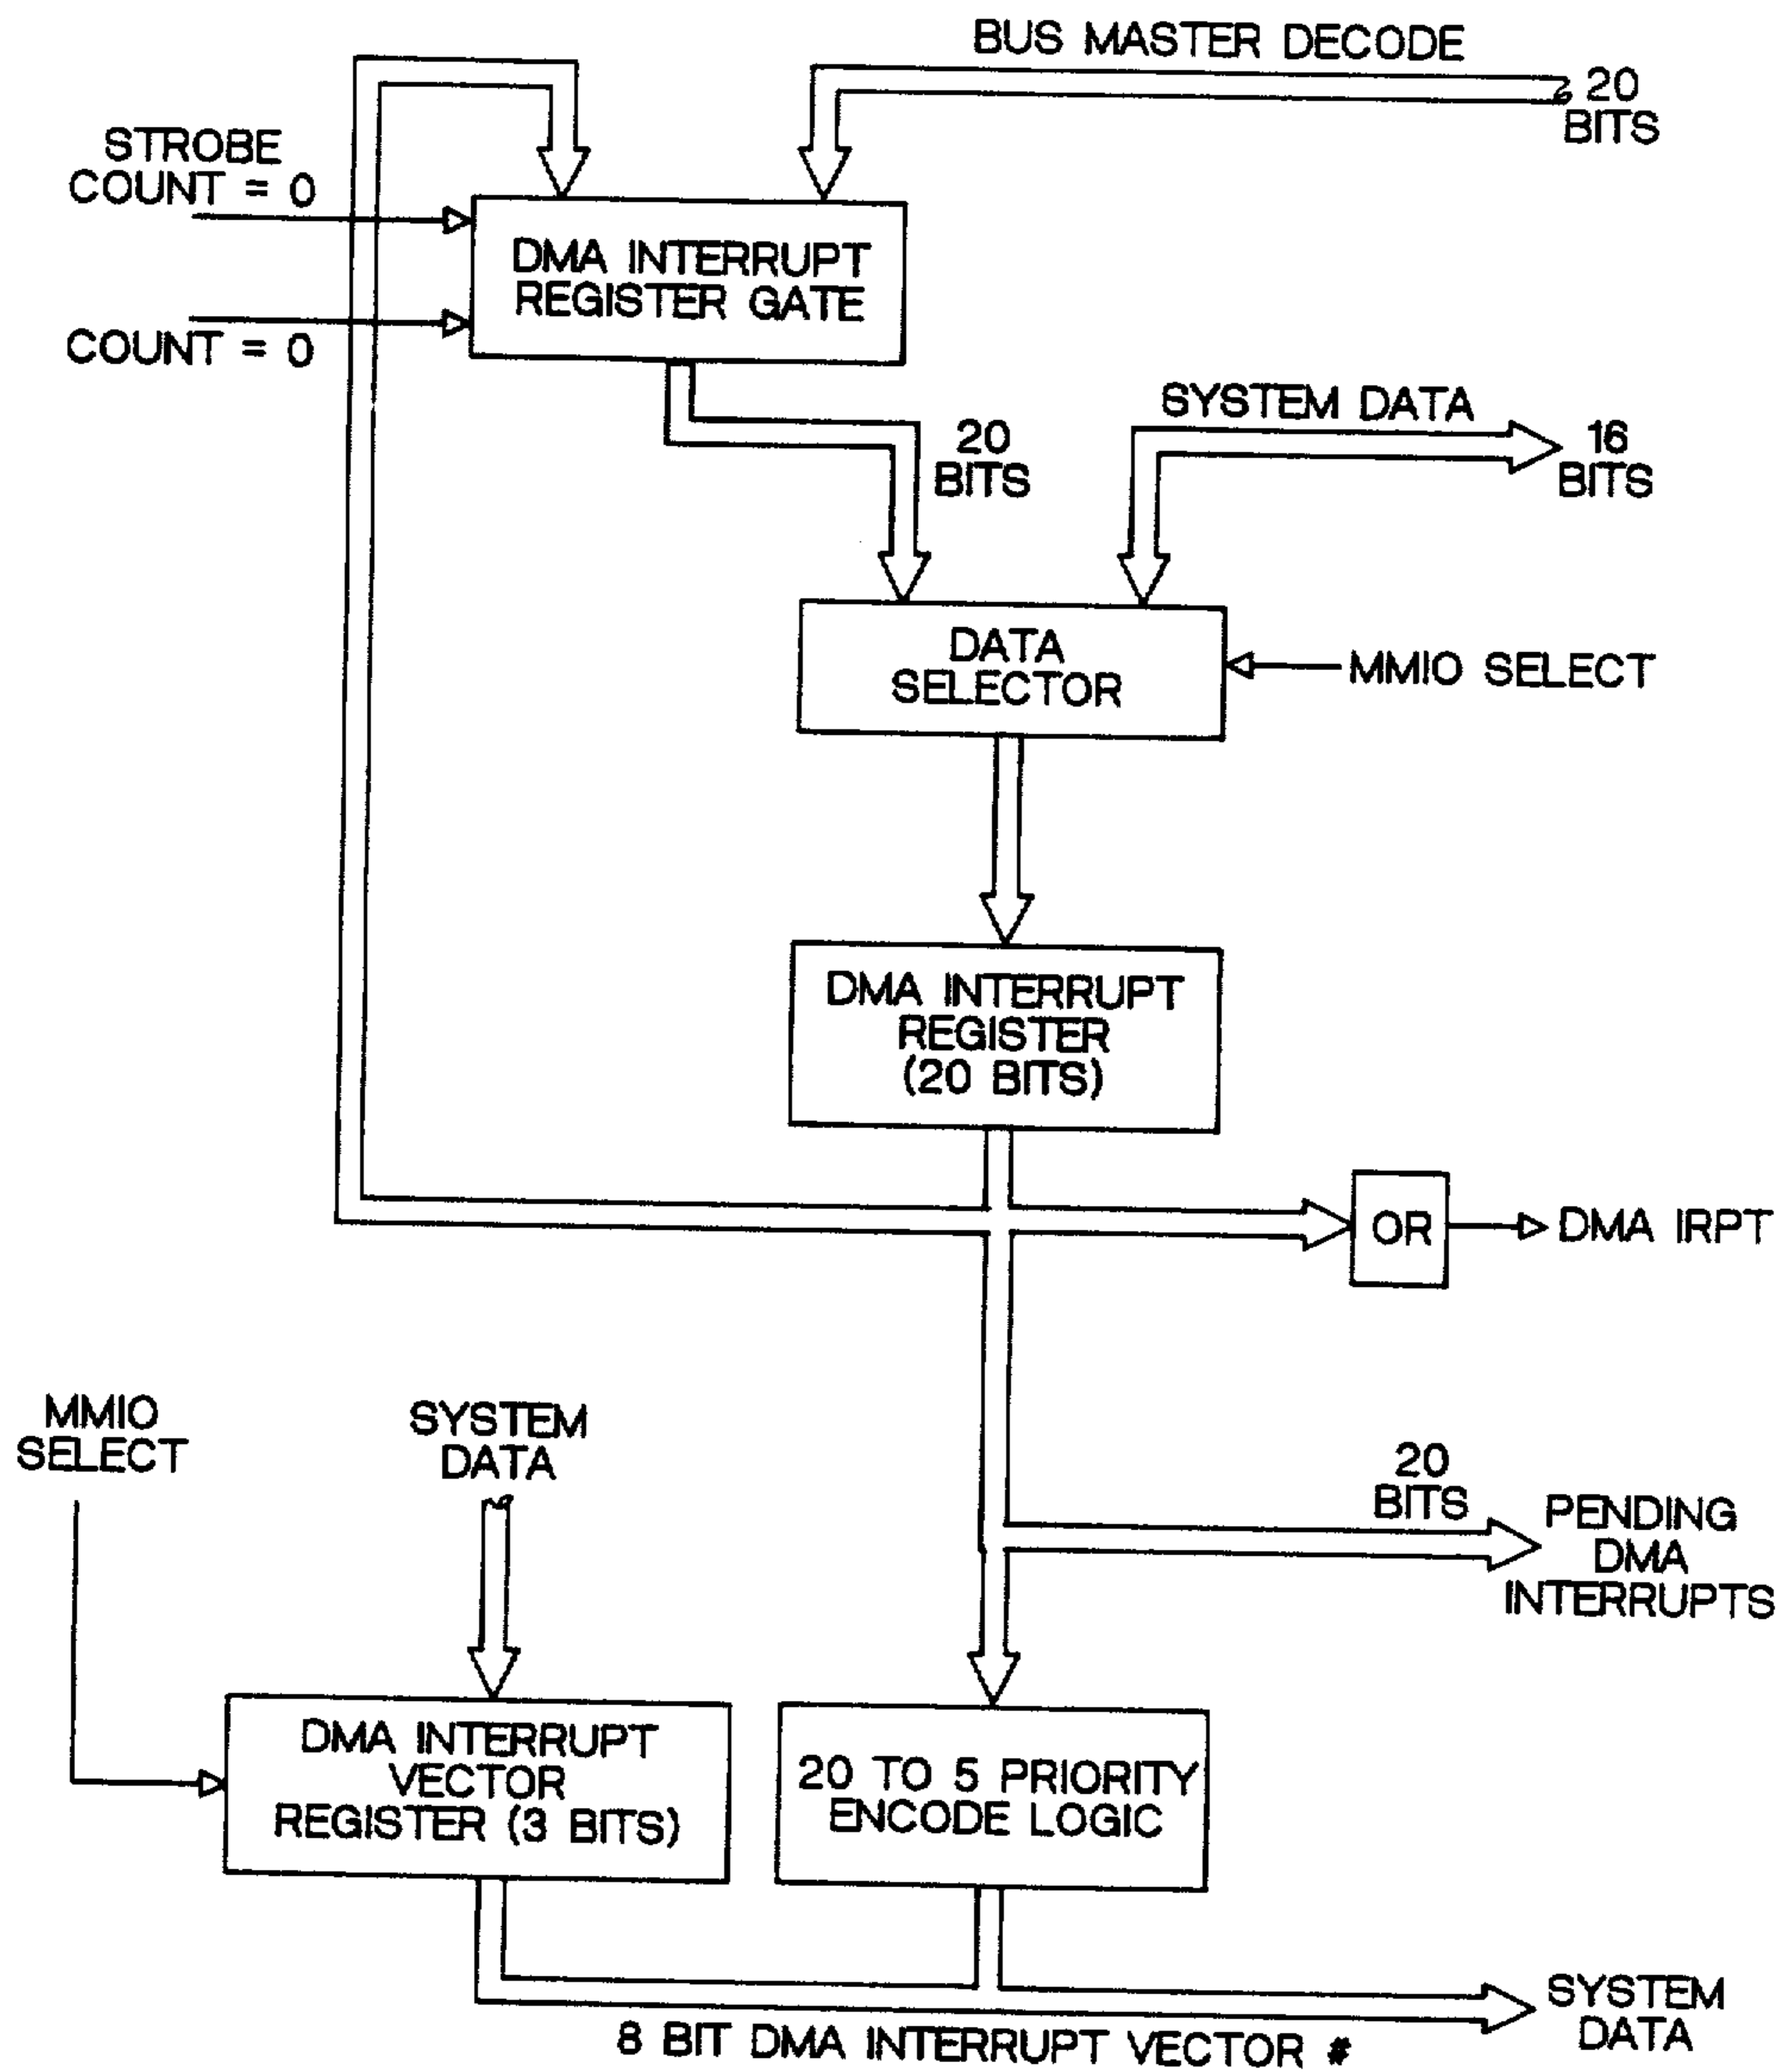 BUS MASTER DECODE
20
BITS
STROBE
COUNT = 0
DMA INTERRUPT
REGISTER GATE
COUNT = 0
SYSTEM DATA
20
BITS
16
BITS
DATA
SELECTOR
MMIO SELECT
DMA INTERRUPT
REGISTER
(20 BITS)
OR
DMA IRPT
MMIO
SELECT
SYSTEM
DATA
20
BITS
PENDING
DMA
INTERRUPTS
DMA INTERRUPT
VECTOR
REGISTER (3 BITS)
20 TO 5 PRIORITY
ENCODE LOGIC
SYSTEM
DATA
8 BIT DMA INTERRUPT VECTOR #